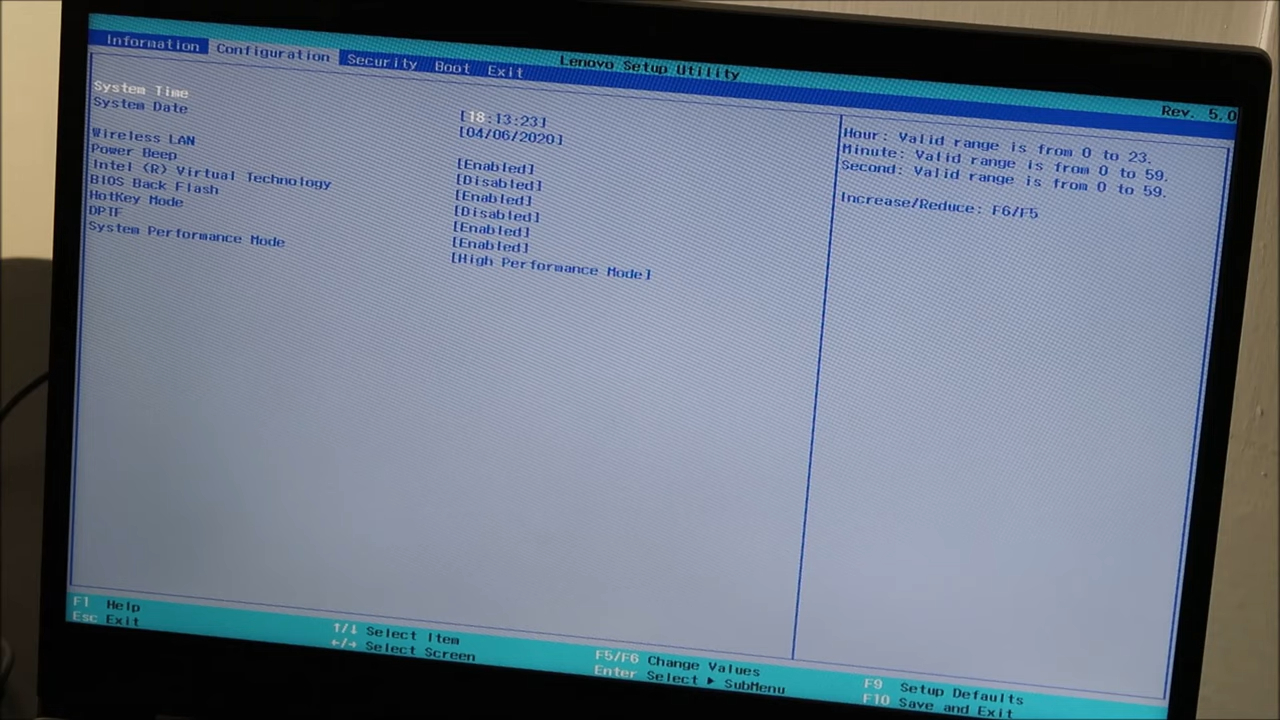 Lenovo Setup Utility
Rev. 5.0
Information Configuration Security Boot Exit
System Time [18:13:23]
System Date [04/06/2020]
Wireless LAN [Enabled]
Power Beep [Disabled]
Intel (R) Virtual Technology [Enabled]
BIOS Back Flash [Disabled]
HotKey Mode [Enabled]
DPTF [Enabled]
System Performance Mode [High Performance Mode]
Hour: Valid range is from 0 to 23.
Minute: Valid range is from 0 to 59.
Second: Valid range is from 0 to 59.
Increase/Reduce: F6/F5
F1 Help ↑/↓ Select Item F5/F6 Change Values F9 Setup Defaults
Esc Exit ←/→ Select Screen Enter Select ▶ SubMenu F10 Save and Exit